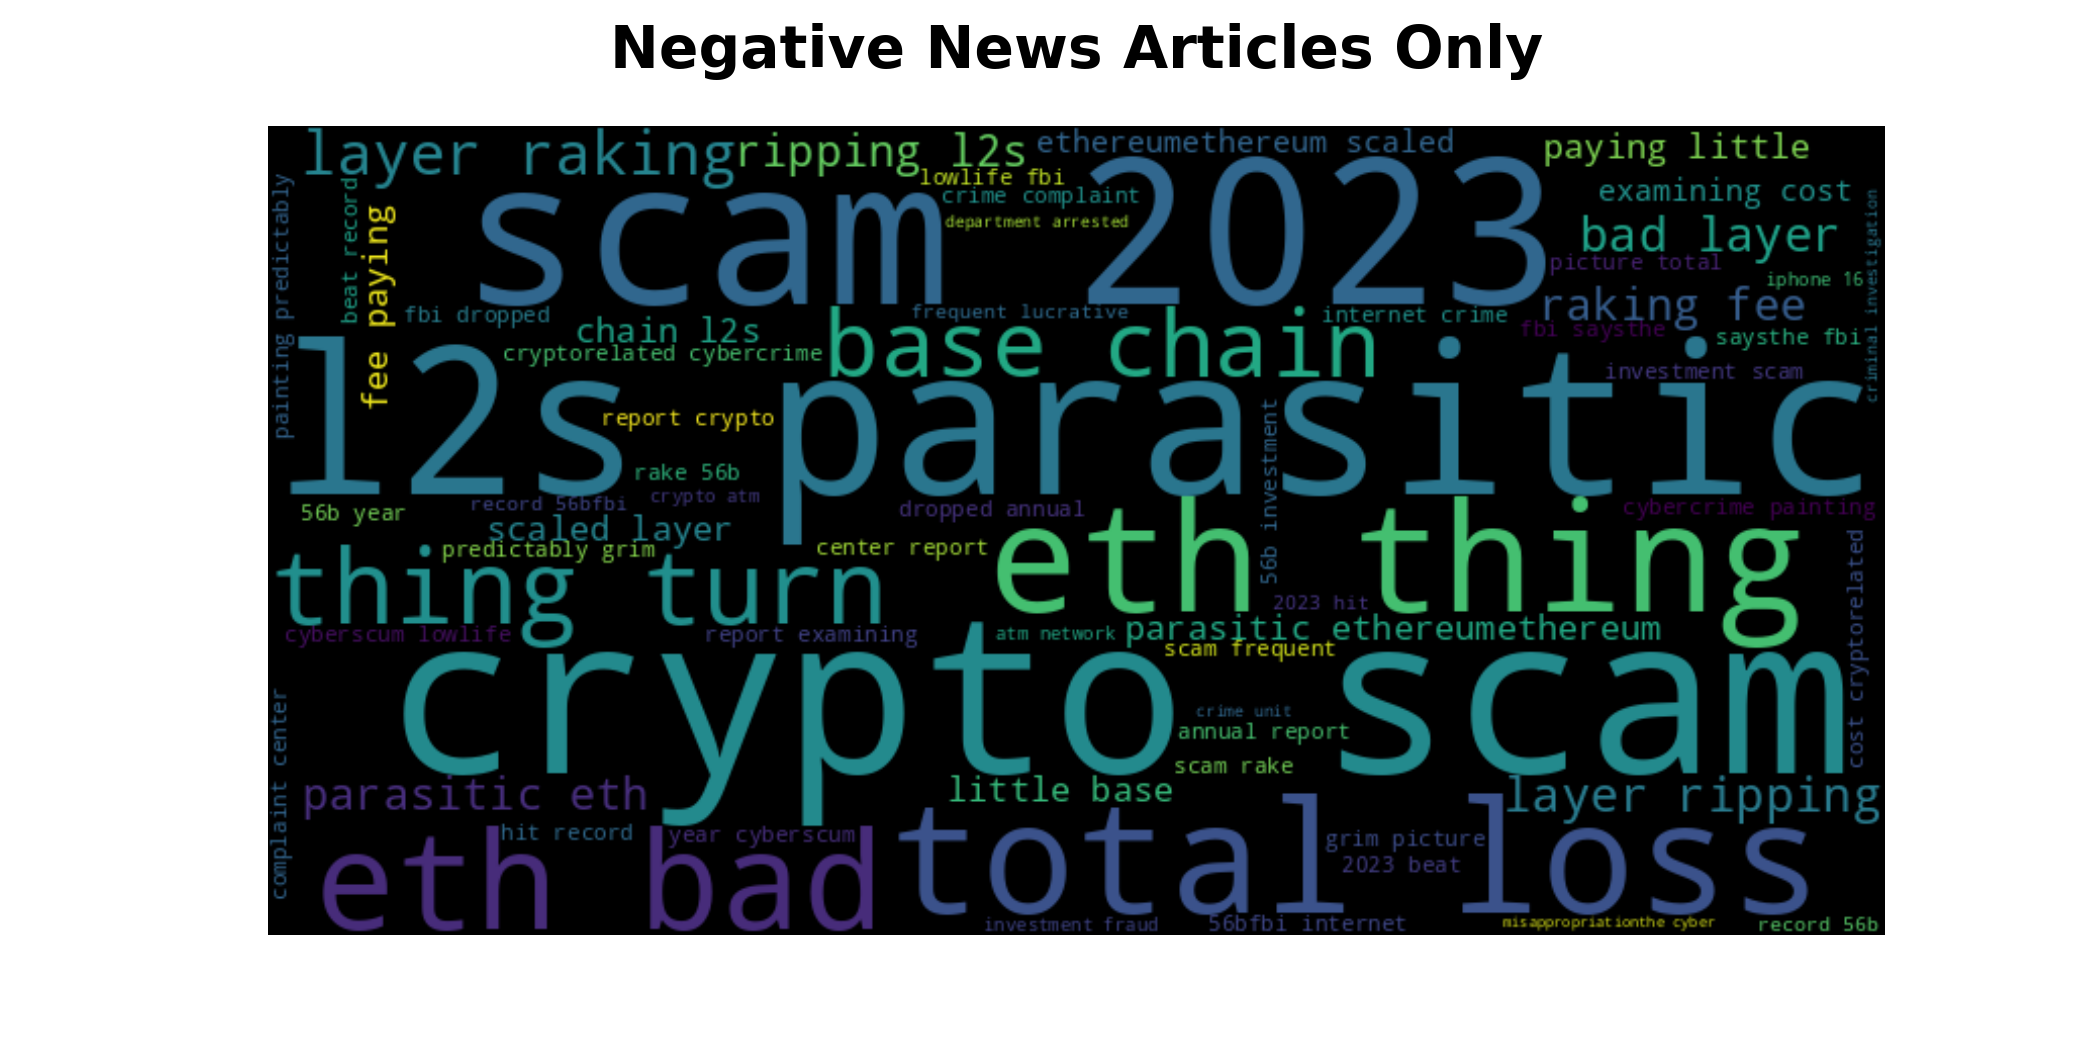 Negative News Articles Only
layer raking
ripping l2s
ethereumethereum scaled
paying little
lowlife fbi
crime complaint
department arrested
scam 2023
examining cost
bad layer
picture total
iphone 16
criminal investigation
painting predictably
beat record
fee paying
fbi dropped
frequent lucrative
internet crime
raking fee
fbi saysthe
saysthe fbi
chain l2s
cryptorelated cybercrime
base chain
investment scam
l2s parasitic
report crypto
rake 56b
56b investment
56b year
record 56bfbi
crypto atm
dropped annual
cybercrime painting
scaled layer
predictably grim
center report
eth thing
thing turn
2023 hit
cyberscum lowlife
report examining
atm network
parasitic ethereumethereum
scam frequent
cost cryptorelated
crypto scam
crime unit
annual report
scam rake
complaint center
parasitic eth
little base
layer ripping
hit record
year cyberscum
eth bad
total loss
grim picture
2023 beat
investment fraud
56bfbi internet
misappropriationthe cyber
record 56b